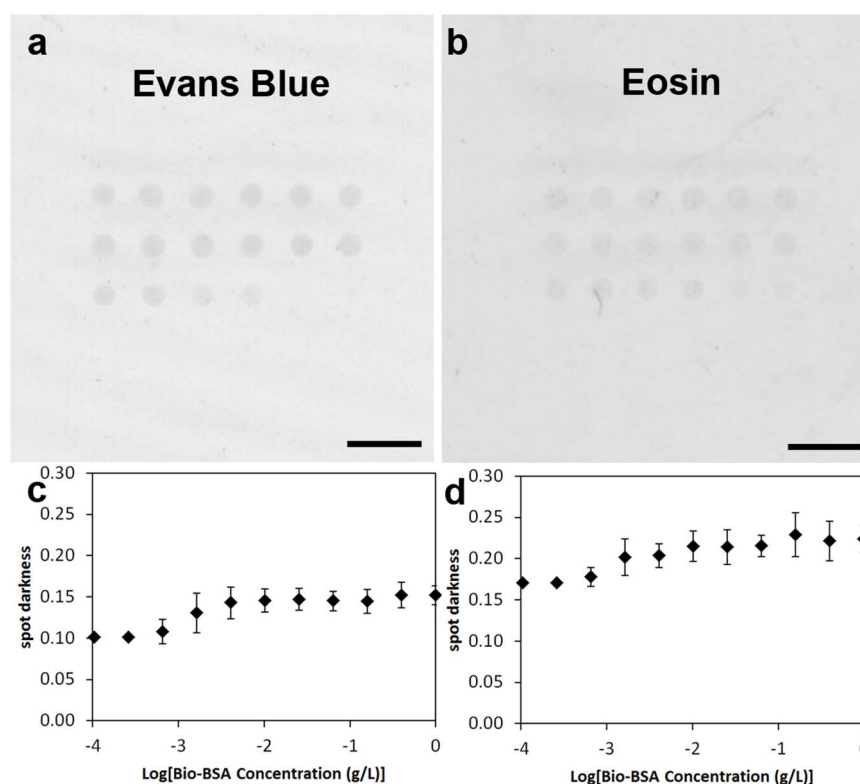 a
Evans Blue
b
Eosin
c
0.30
0.25
0.20
0.15
0.10
0.05
0.00
spot darkness
-4
-3
-2
-1
0
Log[Bio-BSA Concentration (g/L)]
d
0.30
0.25
0.20
0.15
0.10
0.05
0.00
spot darkness
-4
-3
-2
-1
0
Log[Bio-BSA Concentration (g/L)]